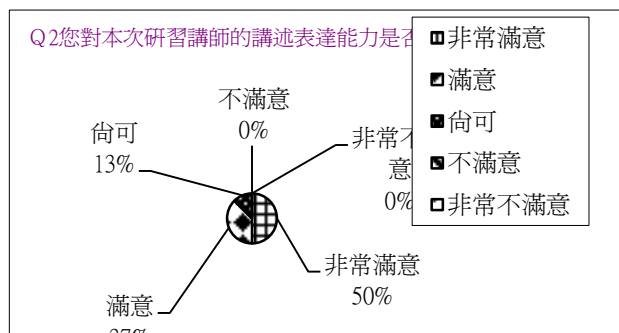 Q2您對本次研習講師的講述表達能力是否
非常滿意
滿意
尚可
不滿意
非常不滿意
不滿意
0%
尚可
13%
非常不
意
0%
非常滿意
50%
滿意